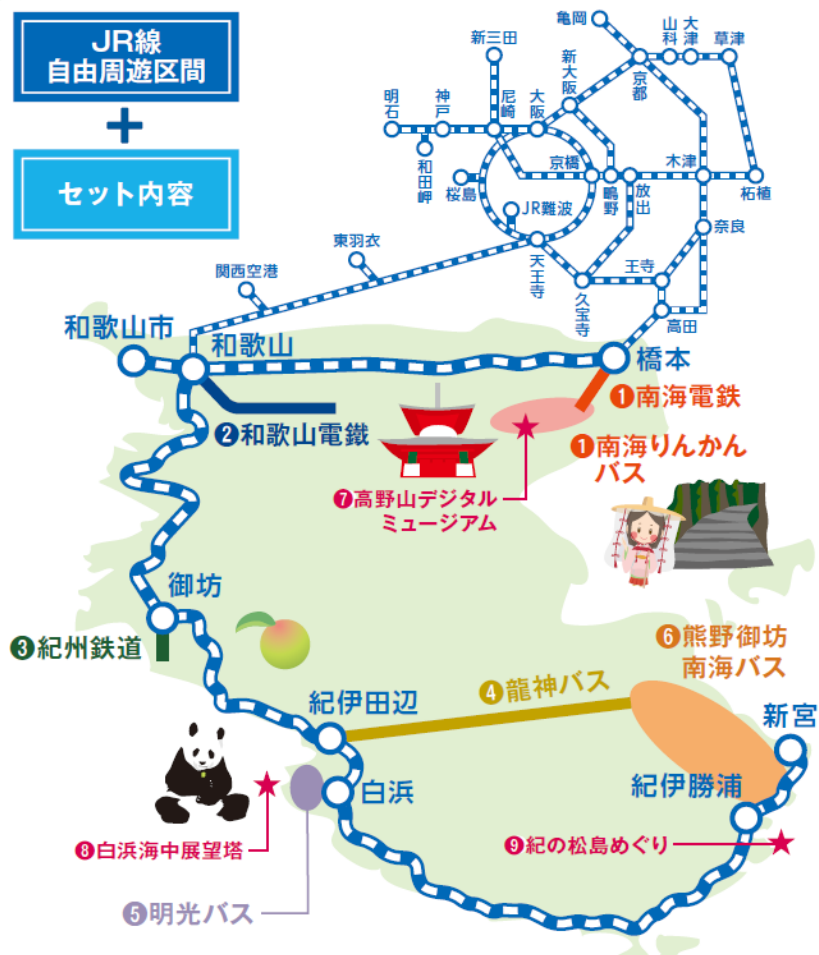 JR線
自由周遊区間
+
セット内容
亀岡
山科
大津
草津
新三田
新大阪
京都
明石
神戸
尼崎
大阪
和田岬
桜島
京橋
鴫野
放出
木津
柘植
JR難波
奈良
東羽衣
関西空港
天王寺
久宝寺
王寺
高田
和歌山市
和歌山
橋本
❶南海電鉄
❷和歌山電鐵
❶南海りんかん
バス
❼高野山デジタル
ミュージアム
御坊
❸紀州鉄道
❻熊野御坊
南海バス
❹龍神バス
紀伊田辺
新宮
白浜
紀伊勝浦
❽白浜海中展望塔
❾紀の松島めぐり
❺明光バス